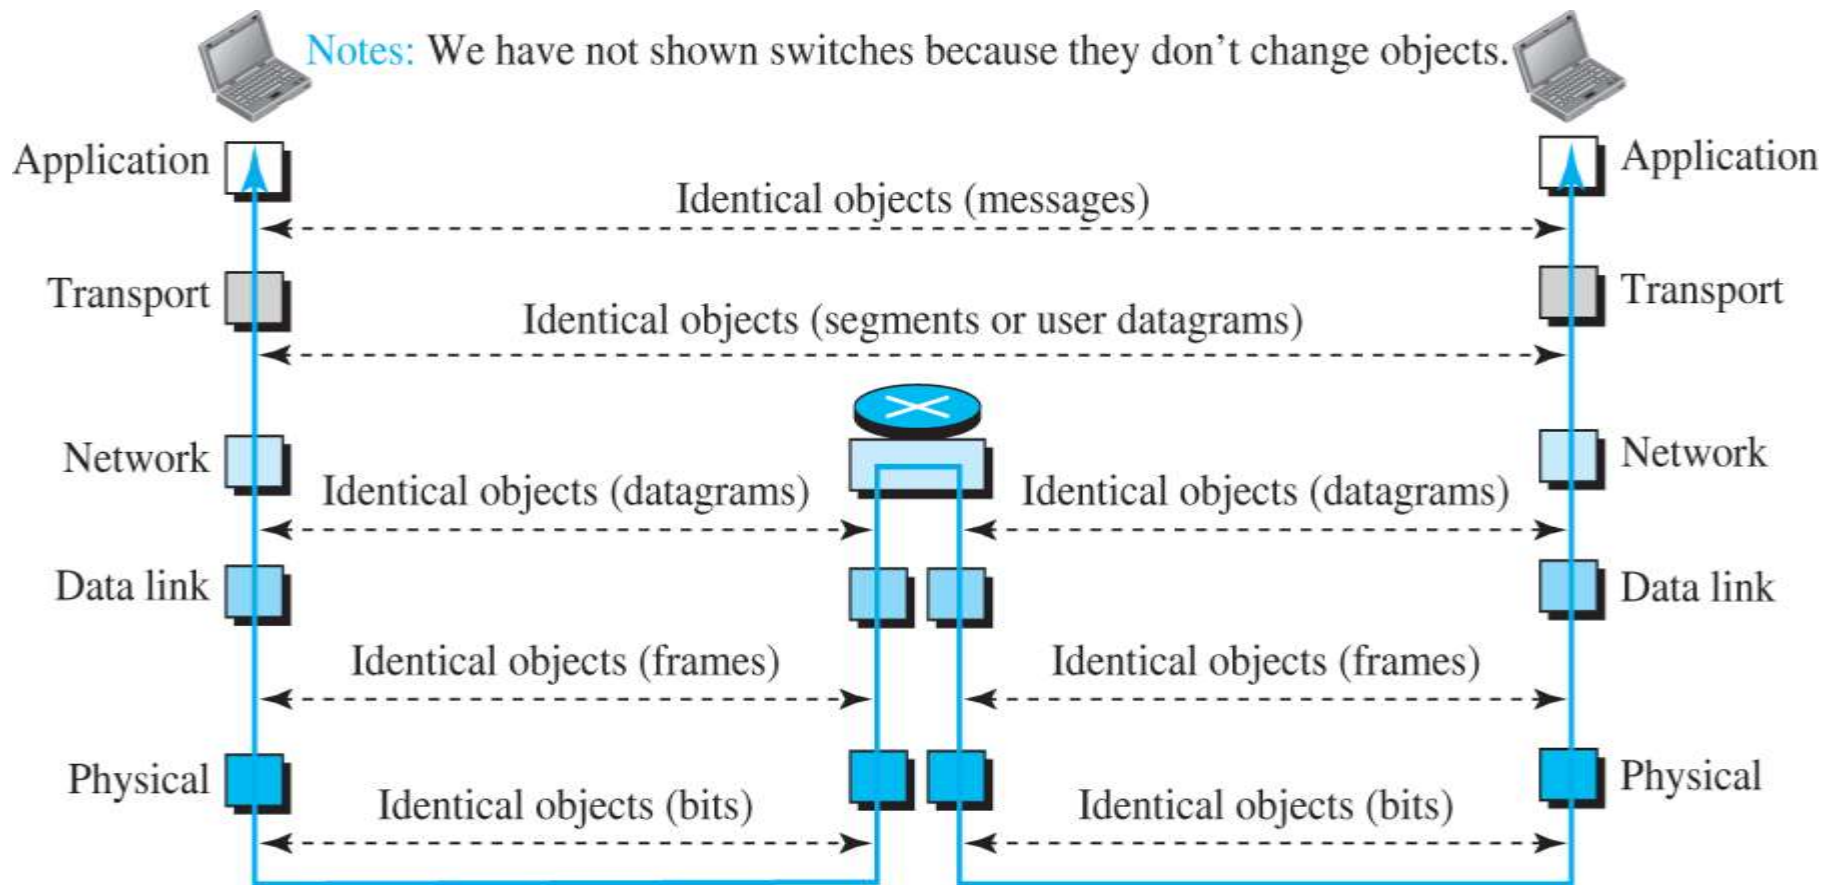 Notes: We have not shown switches because they don't change objects.
Application
Application
Identical objects (messages)
Transport
Transport
Identical objects (segments or user datagrams)
Network
Network
Identical objects (datagrams)
Identical objects (datagrams)
Data link
Data link
Identical objects (frames)
Identical objects (frames)
Physical
Physical
Identical objects (bits)
Identical objects (bits)